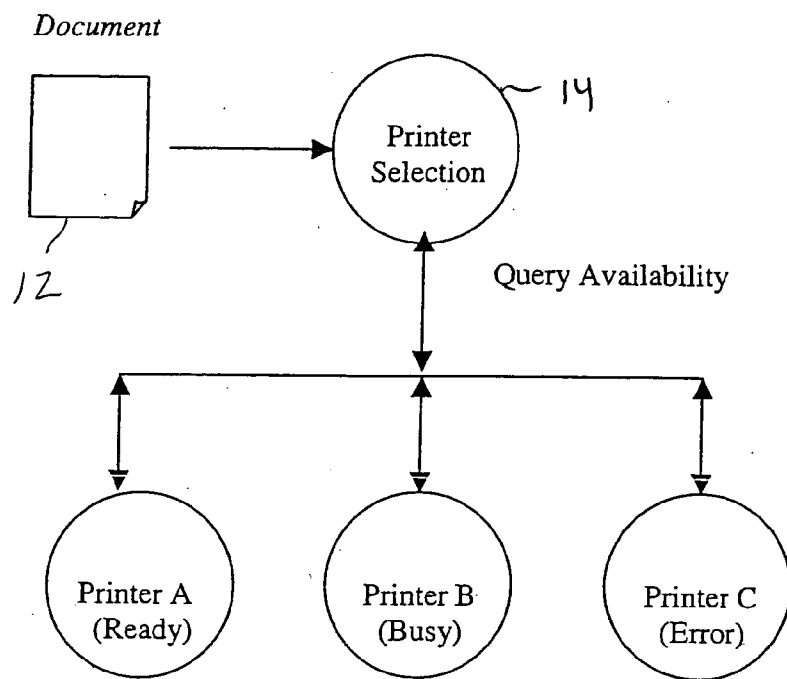 Document
14
Printer
Selection
12
Query Availability
Printer A
(Ready)
Printer B
(Busy)
Printer C
(Error)